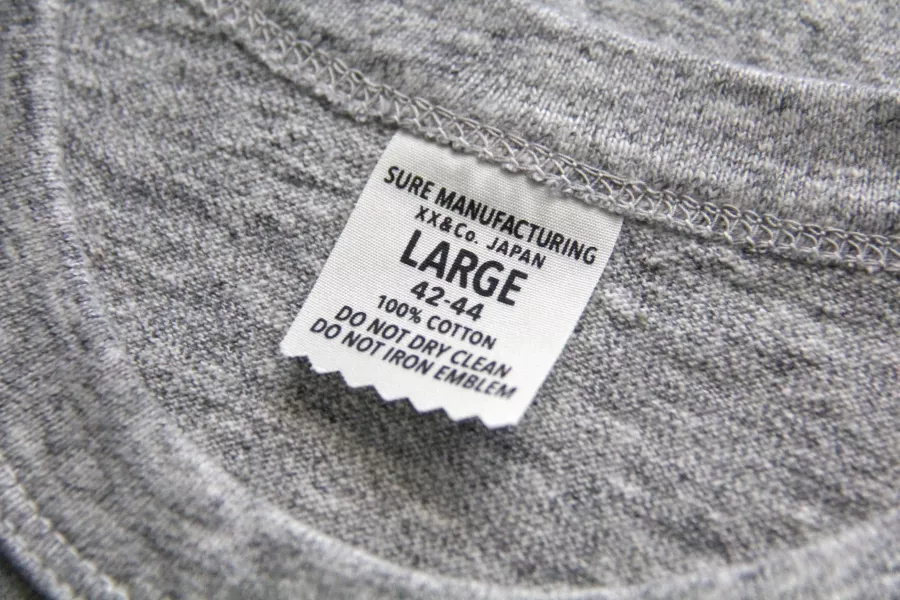 SURE MANUFACTURING
XX&Co. JAPAN
LARGE
42-44
100% COTTON
DO NOT DRY CLEAN
DO NOT IRON EMBLEM